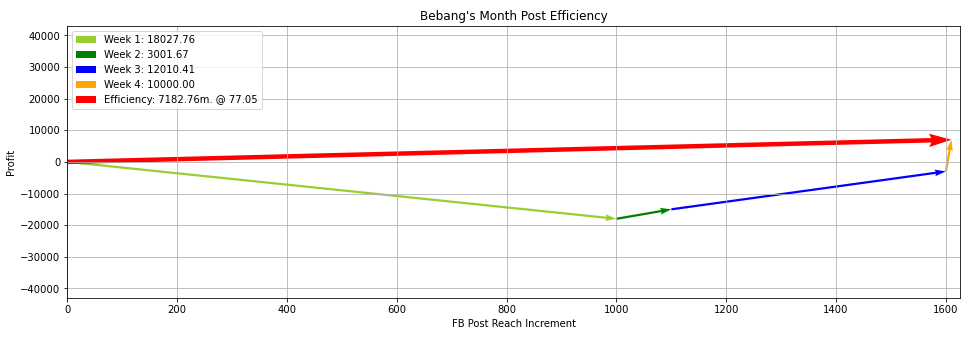 Bebang's Month Post Efficiency
Week 1: 18027.76
Week 2: 3001.67
Week 3: 12010.41
Week 4: 10000.00
Efficiency: 7182.76m. @ 77.05
Profit
40000
30000
20000
10000
0
−10000
−20000
−30000
−40000
0 200 400 600 800 1000 1200 1400 1600
FB Post Reach Increment